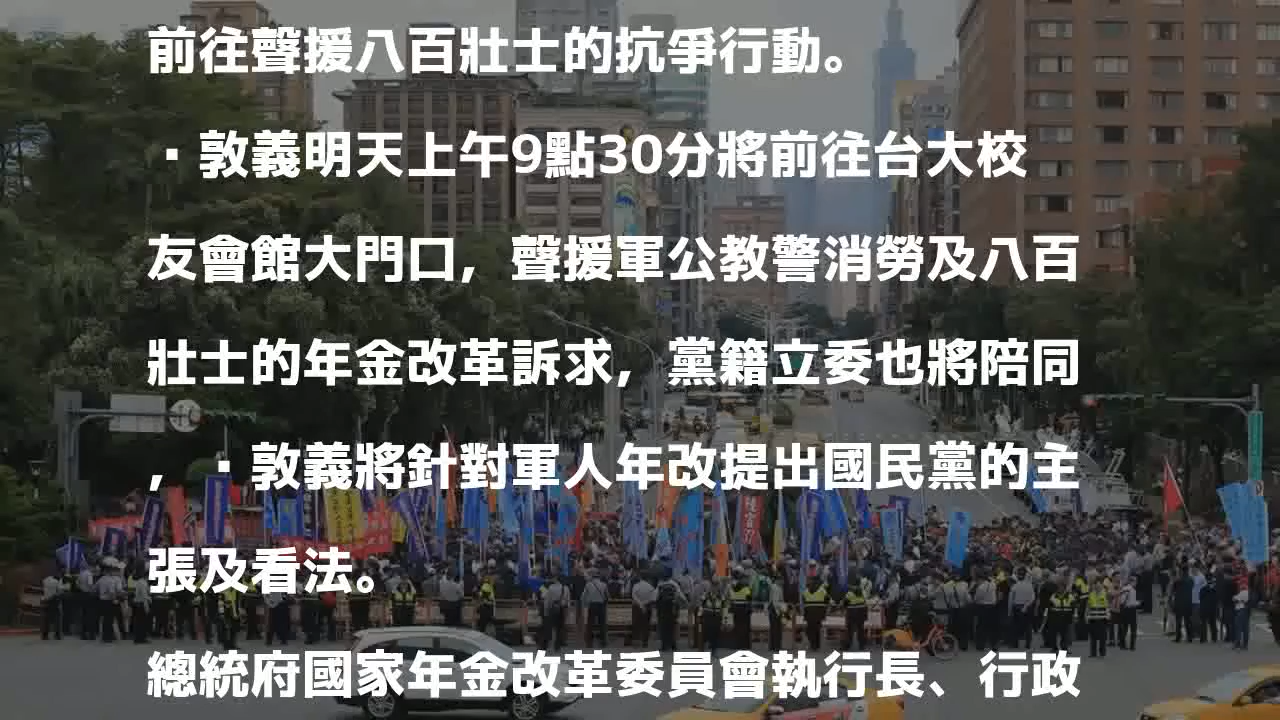 前往聲援八百壯士的抗爭行動。
▪敦義明天上午9點30分將前往台大校
友會館大門口，聲援軍公教警消勞及八百
壯士的年金改革訴求，黨籍立委也將陪同
，▪敦義將針對軍人年改提出國民黨的主
張及看法。
總統府國家年金改革委員會執行長、行政